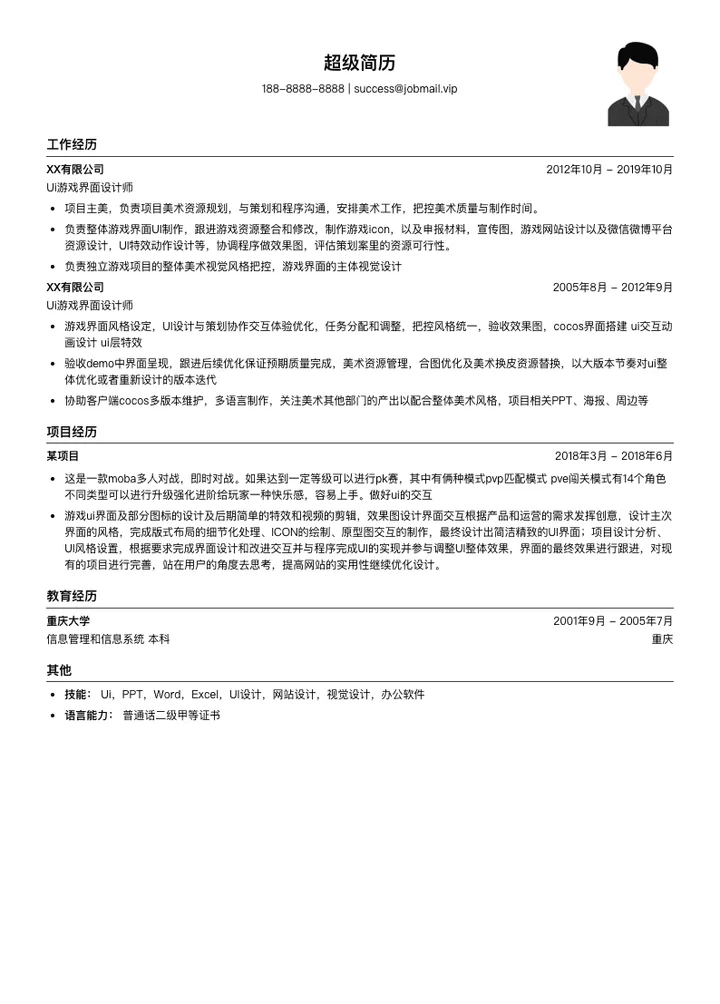 超级简历
188-8888-8888 | success@jobmail.vip
工作经历
XX有限公司 2012年10月 - 2019年10月
Ui游戏界面设计师
• 项目主美，负责项目美术资源规划，与策划和程序沟通，安排美术工作，把控美术质量与制作时间。
• 负责整体游戏界面UI制作，跟进游戏资源整合和修改，制作游戏icon，以及申报材料，宣传图，游戏网站设计以及微信微博平台
资源设计，UI特效动作设计等，协调程序做效果图，评估策划案里的资源可行性。
• 负责独立游戏项目的整体美术视觉风格把控，游戏界面的主体视觉设计
XX有限公司 2005年8月 - 2012年9月
Ui游戏界面设计师
• 游戏界面风格设定，UI设计与策划协作交互体验优化，任务分配和调整，把控风格统一，验收效果图，cocos界面搭建 ui交互动
画设计 ui层特效
• 验收demo中界面呈现，跟进后续优化保证预期质量完成，美术资源管理，合图优化及美术换皮资源替换，以大版本节奏对ui整
体优化或者重新设计的版本迭代
• 协助客户端cocos多版本维护，多语言制作，关注美术其他部门的产出以配合整体美术风格，项目相关PPT、海报、周边等
项目经历
某项目 2018年3月 - 2018年6月
• 这是一款moba多人对战，即时对战。如果达到一定等级可以进行pk赛，其中有俩种模式pvp匹配模式 pve闯关模式有14个角色
不同类型可以进行升级强化进阶给玩家一种快乐感，容易上手。做好ui的交互
• 游戏ui界面及部分图标的设计及后期简单的特效和视频的剪辑，效果图设计界面交互根据产品和运营的需求发挥创意，设计主次
界面的风格，完成版式布局的细节化处理、ICON的绘制、原型图交互的制作，最终设计出简洁精致的UI界面；项目设计分析、
UI风格设置，根据要求完成界面设计和改进交互并与程序完成UI的实现并参与调整UI整体效果，界面的最终效果进行跟进，对现
有的项目进行完善，站在用户的角度去思考，提高网站的实用性继续优化设计。
教育经历
重庆大学 2001年9月 - 2005年7月
信息管理和信息系统 本科 重庆
其他
• 技能： Ui，PPT，Word，Excel，UI设计，网站设计，视觉设计，办公软件
• 语言能力： 普通话二级甲等证书